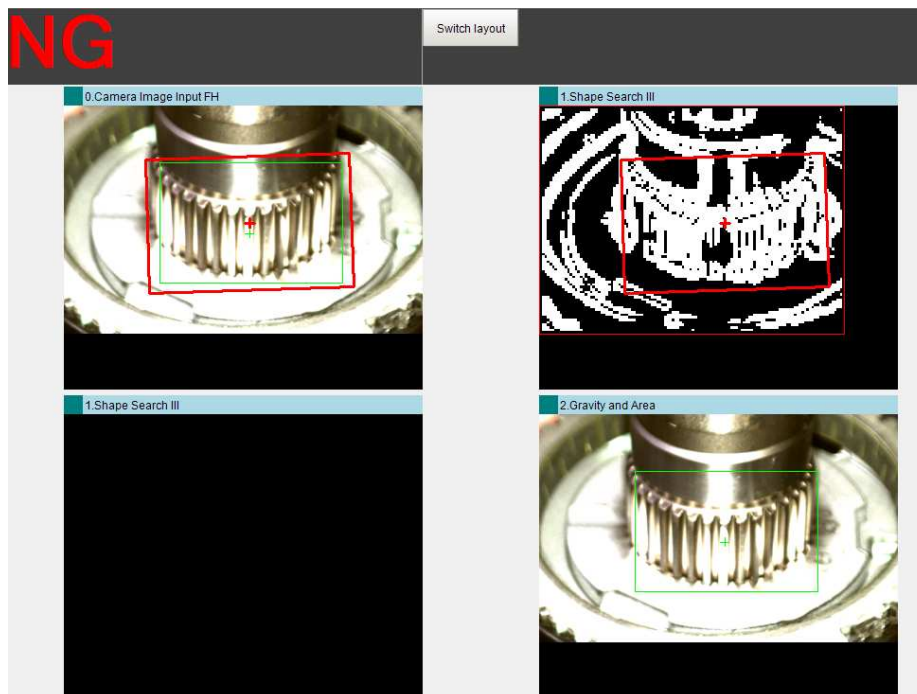 NG
Switch layout
0.Camera Image Input FH
1.Shape Search III
1.Shape Search III
2.Gravity and Area